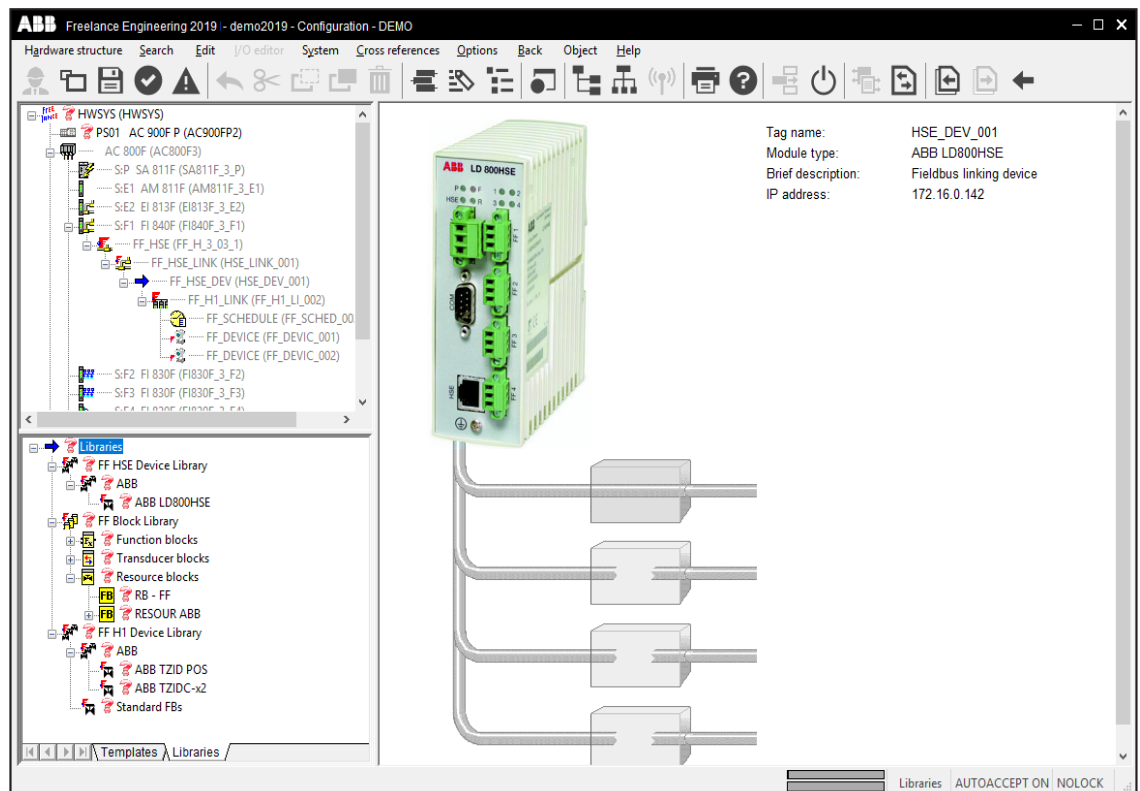 ABB Freelance Engineering 2019 - demo2019 - Configuration - DEMO
Hardware structure Search Edit I/O editor System Cross references Options Back Object Help
HWSYS (HWSYS)
PS01 AC 900F P (AC900FP2)
AC 800F (AC800F3)
S:P SA 811F (SA811F_3_P)
S:E1 AM 811F (AM811F_3_E1)
S:E2 EI 813F (EI813F_3_E2)
S:F1 FI 840F (FI840F_3_F1)
FF_HSE (FF_H_3_03_1)
FF_HSE_LINK (HSE_LINK_001)
FF_HSE_DEV (HSE_DEV_001)
FF_H1_LINK (FF_H1_LI_002)
FF_SCHEDULE (FF_SCHED_00
FF_DEVICE (FF_DEVIC_001)
FF_DEVICE (FF_DEVIC_002)
S:F2 FI 830F (FI830F_3_F2)
S:F3 FI 830F (FI830F_3_F3)
S:F4 FI 830F (FI830F_3_F4)
Libraries
FF HSE Device Library
ABB
ABB LD800HSE
FF Block Library
Function blocks
Transducer blocks
Resource blocks
FB RB - FF
FB RESOUR ABB
FF H1 Device Library
ABB
ABB TZID POS
ABB TZIDC-x2
Standard FBs
Templates Libraries
ABB LD 800HSE
P F 1 2
HSE R 3 4
FF 1
FF 2
COM
FF 3
HSE
FF 4
Tag name: HSE_DEV_001
Module type: ABB LD800HSE
Brief description: Fieldbus linking device
IP address: 172.16.0.142
Libraries AUTOACCEPT ON NOLOCK